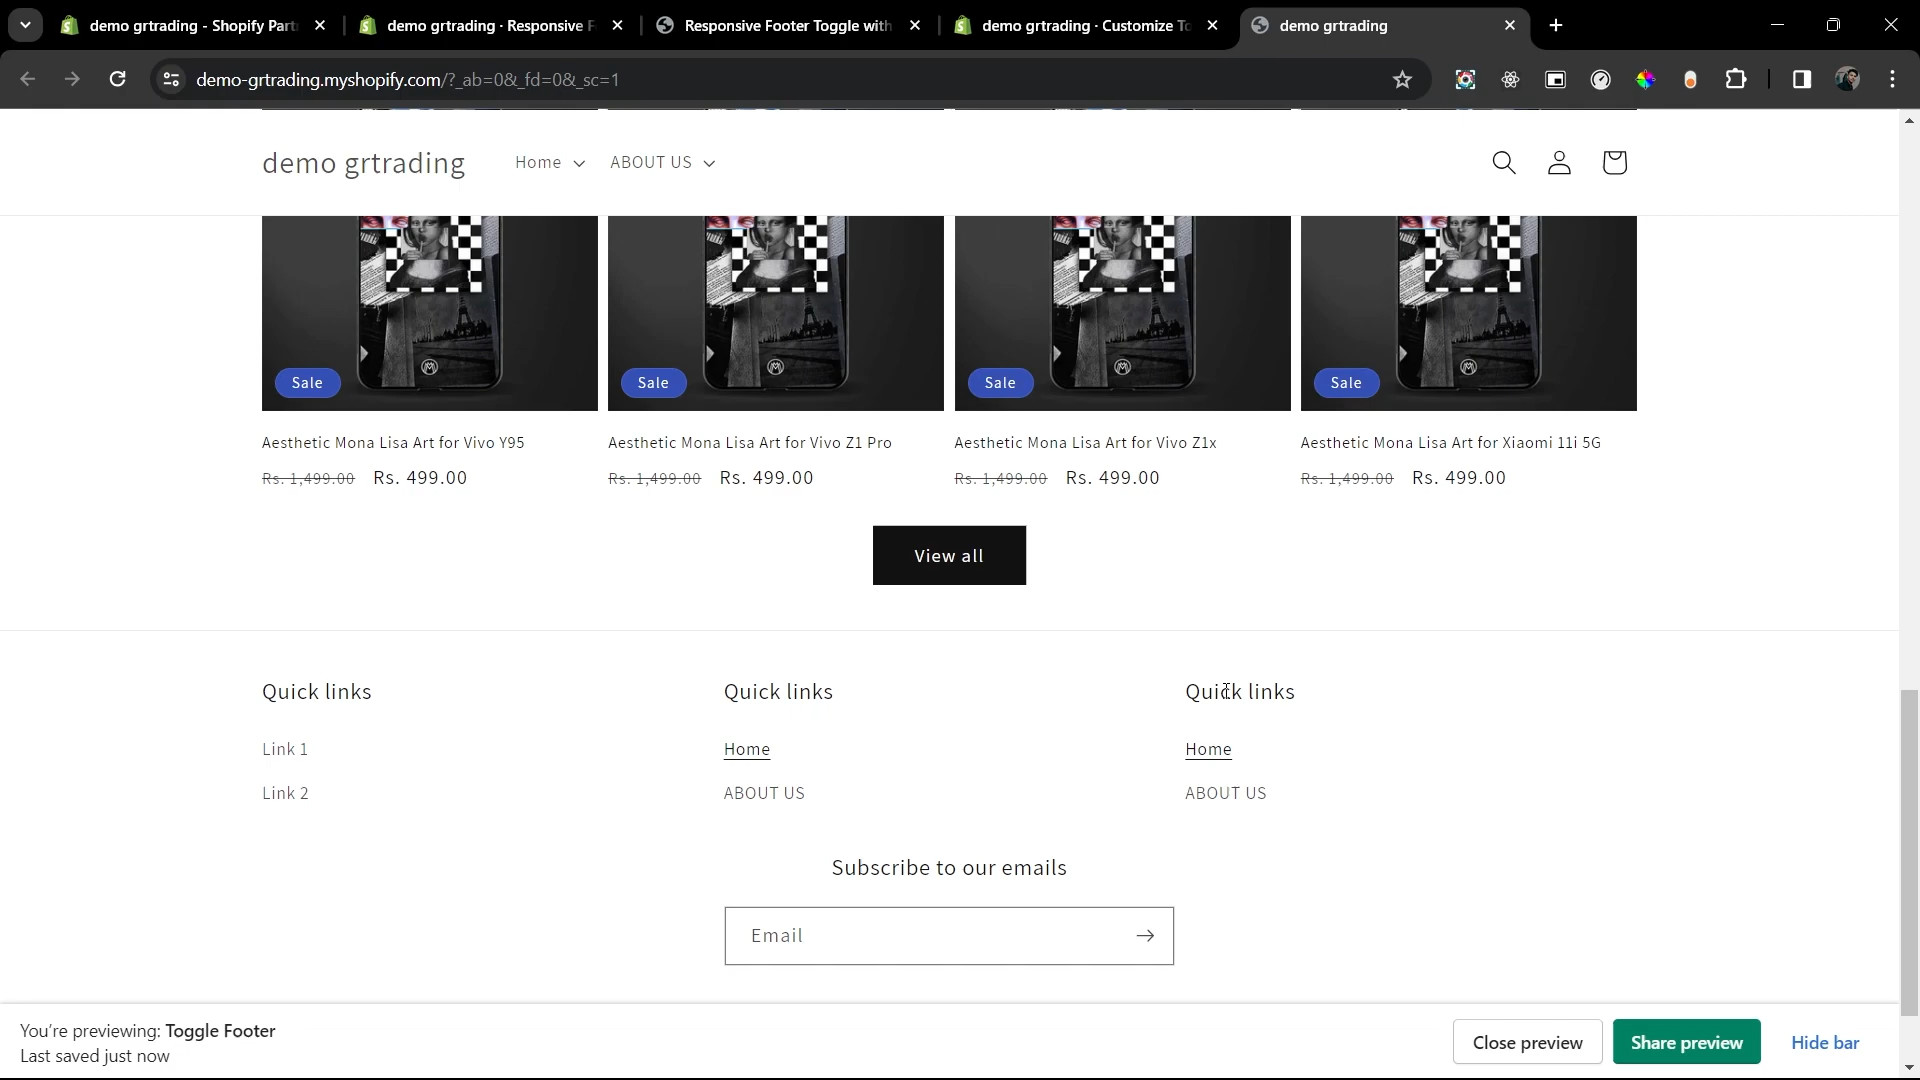 demo grtrading - Shopify Part
demo grtrading · Responsive F
Responsive Footer Toggle with
demo grtrading · Customize To
demo grtrading
demo-grtrading.myshopify.com/?_ab=0&_fd=0&_sc=1
demo grtrading
Home
ABOUT US
Sale
Sale
Sale
Sale
Aesthetic Mona Lisa Art for Vivo Y95
Aesthetic Mona Lisa Art for Vivo Z1 Pro
Aesthetic Mona Lisa Art for Vivo Z1x
Aesthetic Mona Lisa Art for Xiaomi 11i 5G
Rs. 1,499.00 Rs. 499.00
Rs. 1,499.00 Rs. 499.00
Rs. 1,499.00 Rs. 499.00
Rs. 1,499.00 Rs. 499.00
View all
Quick links
Quick links
Quick links
Link 1
Home
Home
Link 2
ABOUT US
ABOUT US
Subscribe to our emails
Email
You're previewing: Toggle Footer
Last saved just now
Close preview
Share preview
Hide bar